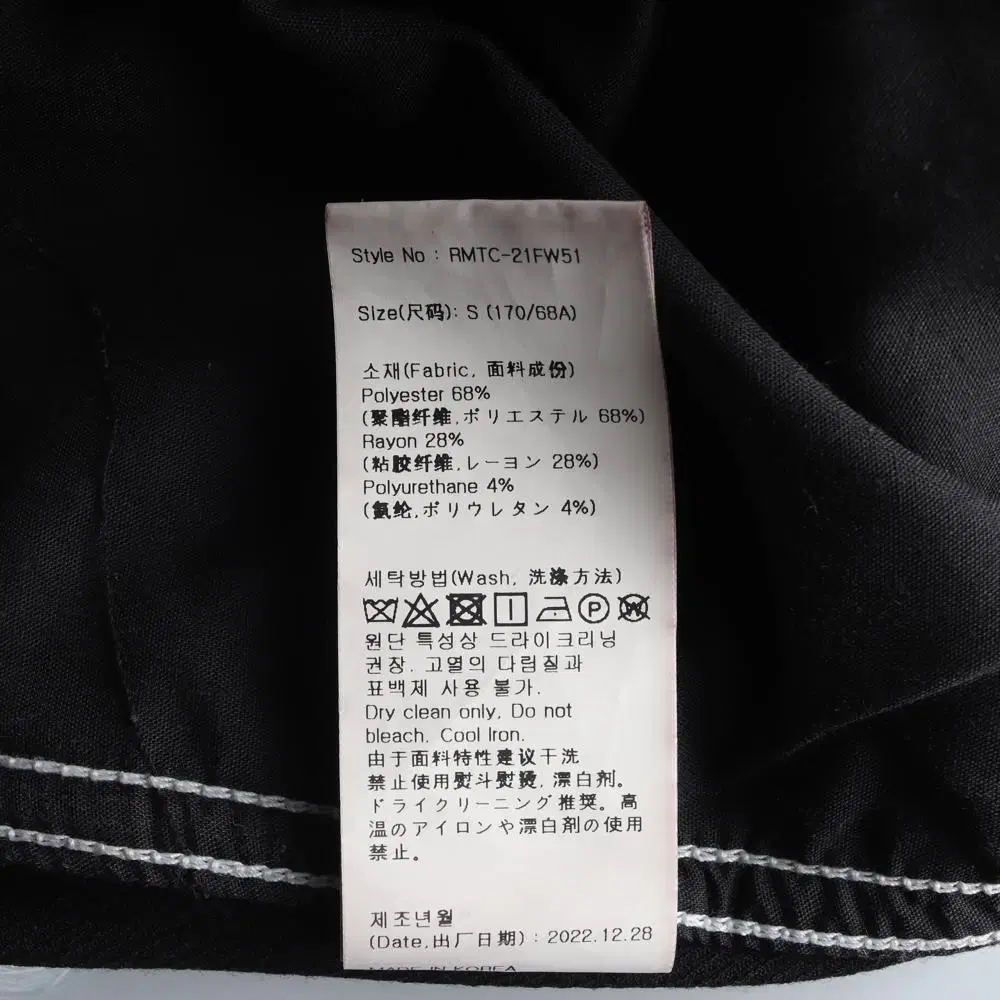 Style No : RMTC-21FW51
Size(尺码): S (170/68A)
소재(Fabric, 面料成份)
Polyester 68%
(聚酯纤维,ポリエステル 68%)
Rayon 28%
(粘胶纤维,レーヨン 28%)
Polyurethane 4%
(氨纶,ポリウレタン 4%)
세탁방법(Wash, 洗涤方法)
P W
원단 특성상 드라이크리닝
권장. 고열의 다림질과
표백제 사용 불가.
Dry clean only, Do not
bleach. Cool Iron.
由于面料特性建议干洗
禁止使用熨斗熨烫, 漂白剂。
ドライクリーニング推奨。高
温のアイロンや漂白剤の使用
禁止。
제조년월
(Date,出厂日期) : 2022.12.28
MADE IN KOREA